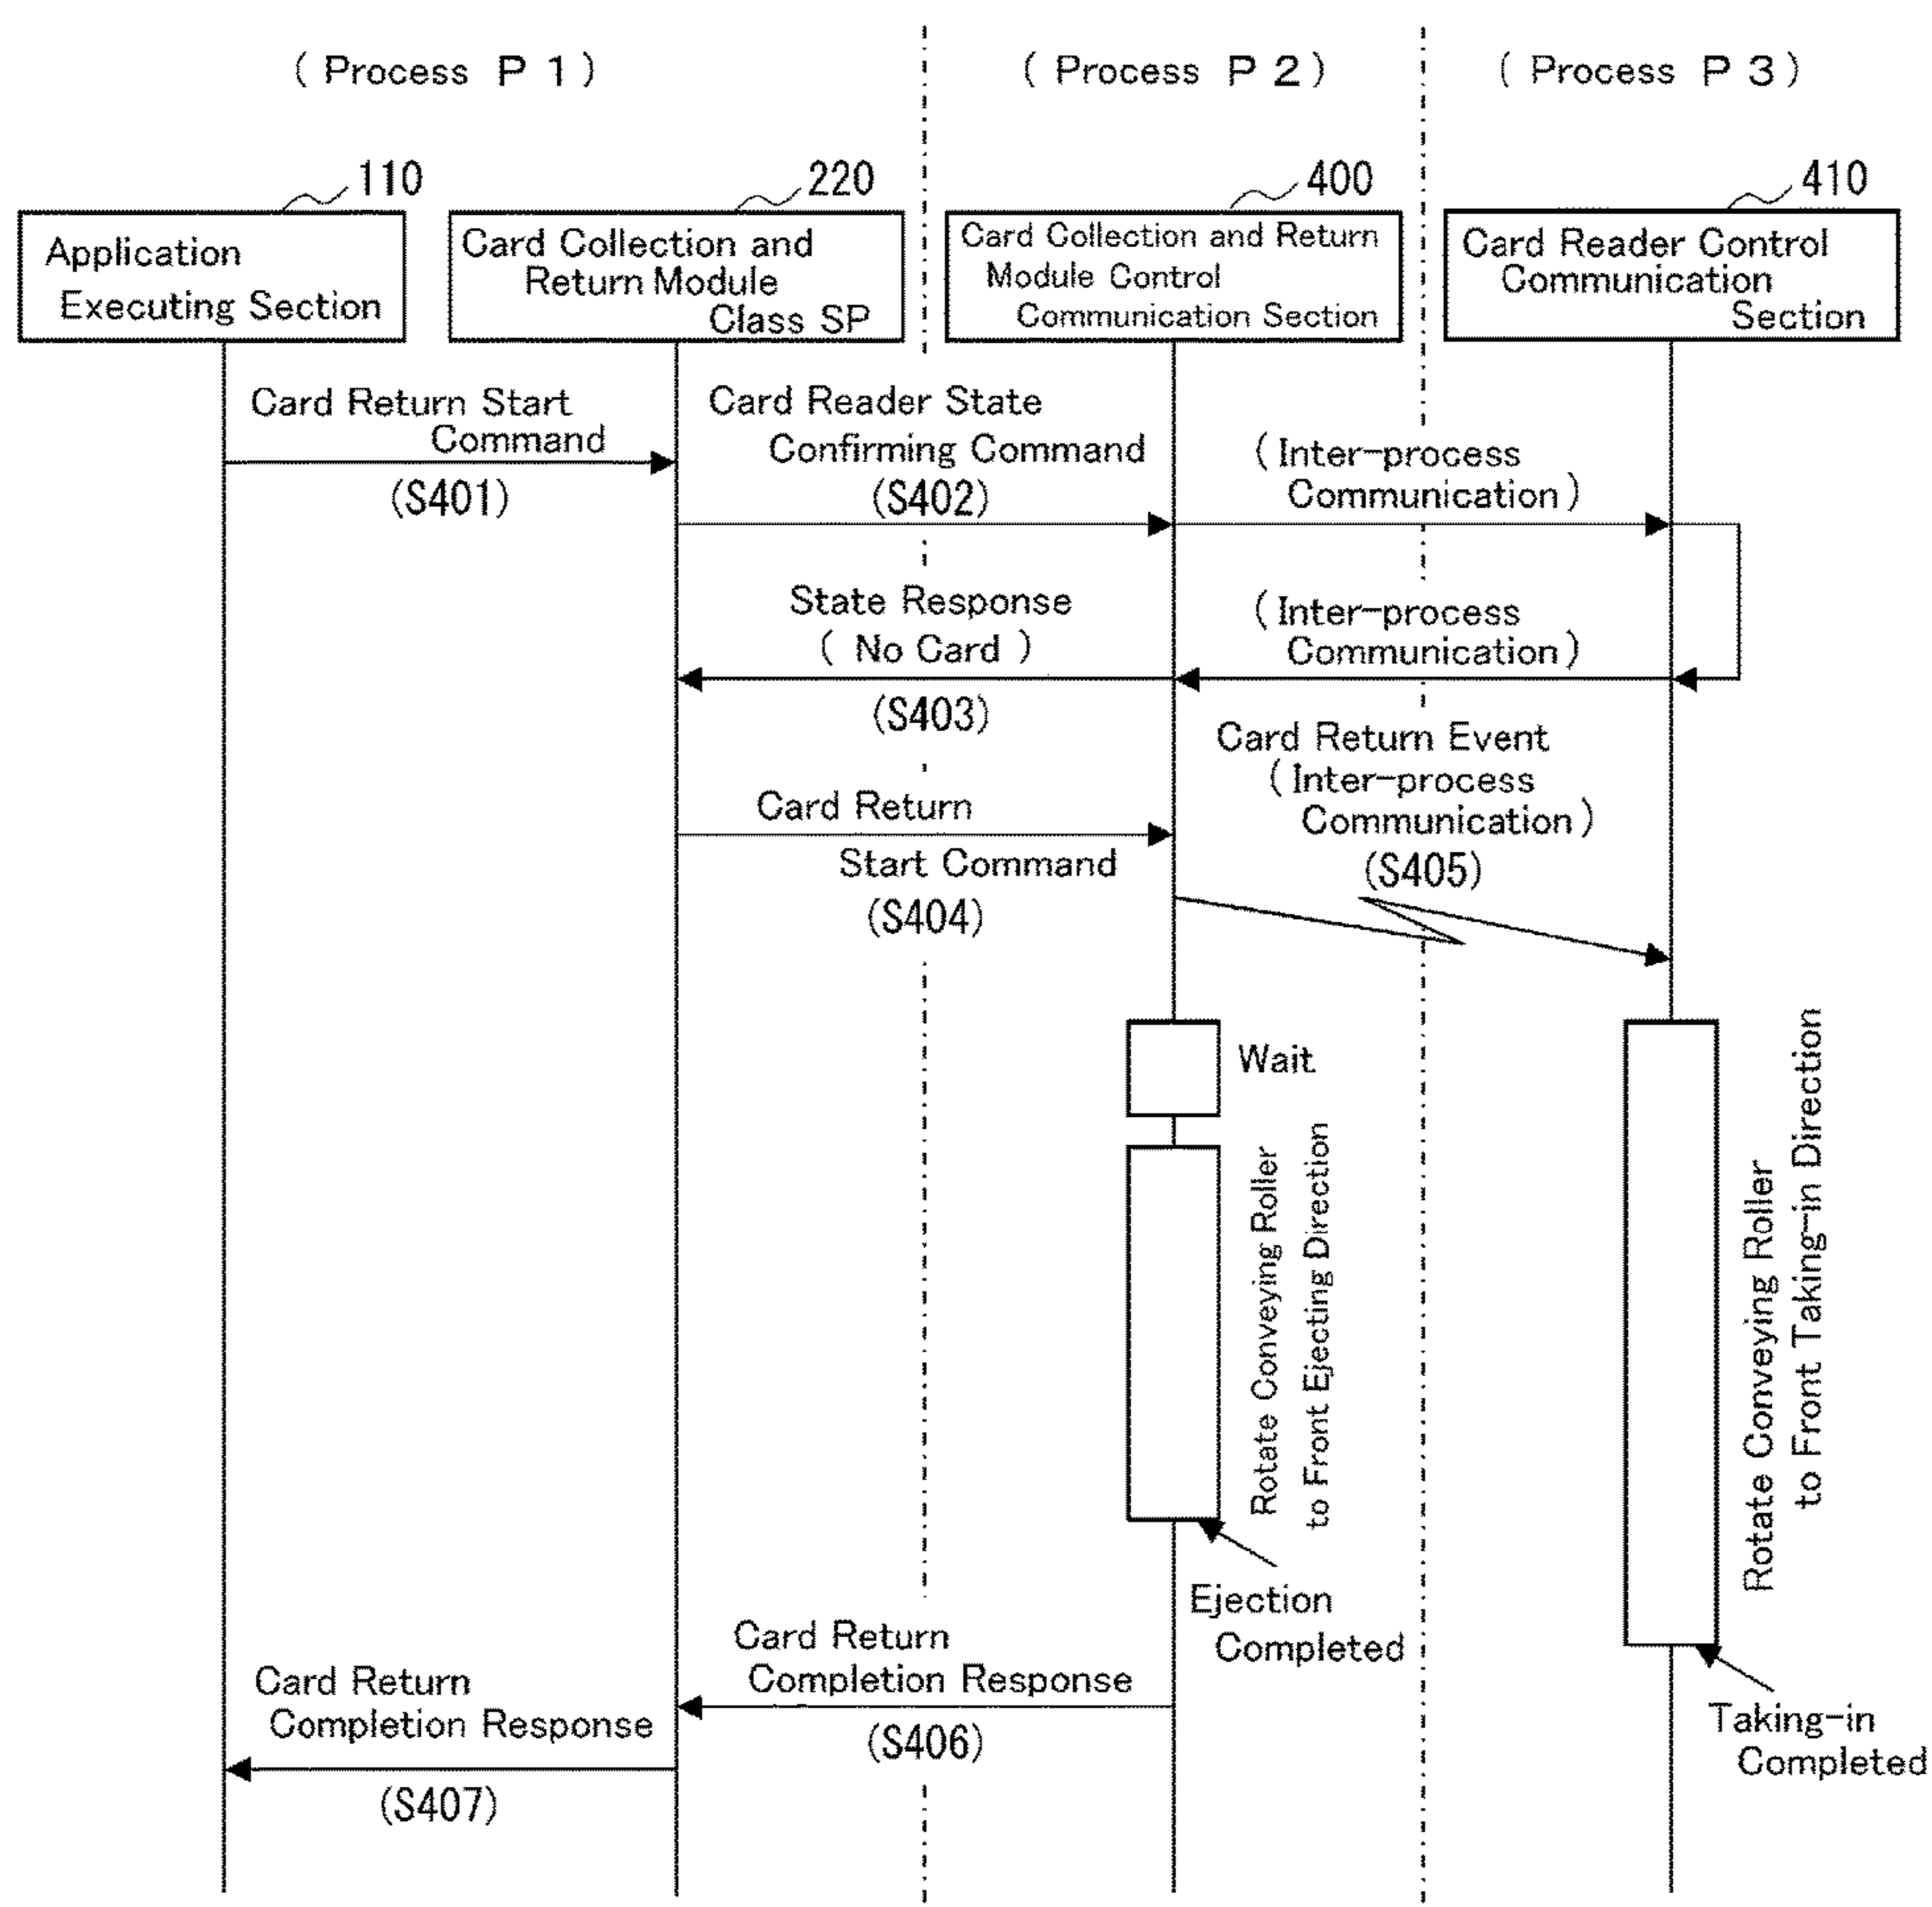 ( Process P 1 )
( Process P 2 )
( Process P 3 )
110
220
400
410
Application
Executing Section
Card Collection and
Return Module
Class SP
Card Collection and Return
Module Control
Communication Section
Card Reader Control
Communication
Section
Card Return Start
Command
(S401)
Card Reader State
Confirming Command
(S402)
( Inter-process
Communication )
State Response
( No Card )
(S403)
( Inter-process
Communication )
Card Return
Start Command
(S404)
Card Return Event
( Inter-process
Communication )
(S405)
Wait
Rotate Conveying Roller
to Front Ejecting Direction
Rotate Conveying Roller
to Front Taking-in Direction
Ejection
Completed
Taking-in
Completed
Card Return
Completion Response
(S406)
Card Return
Completion Response
(S407)